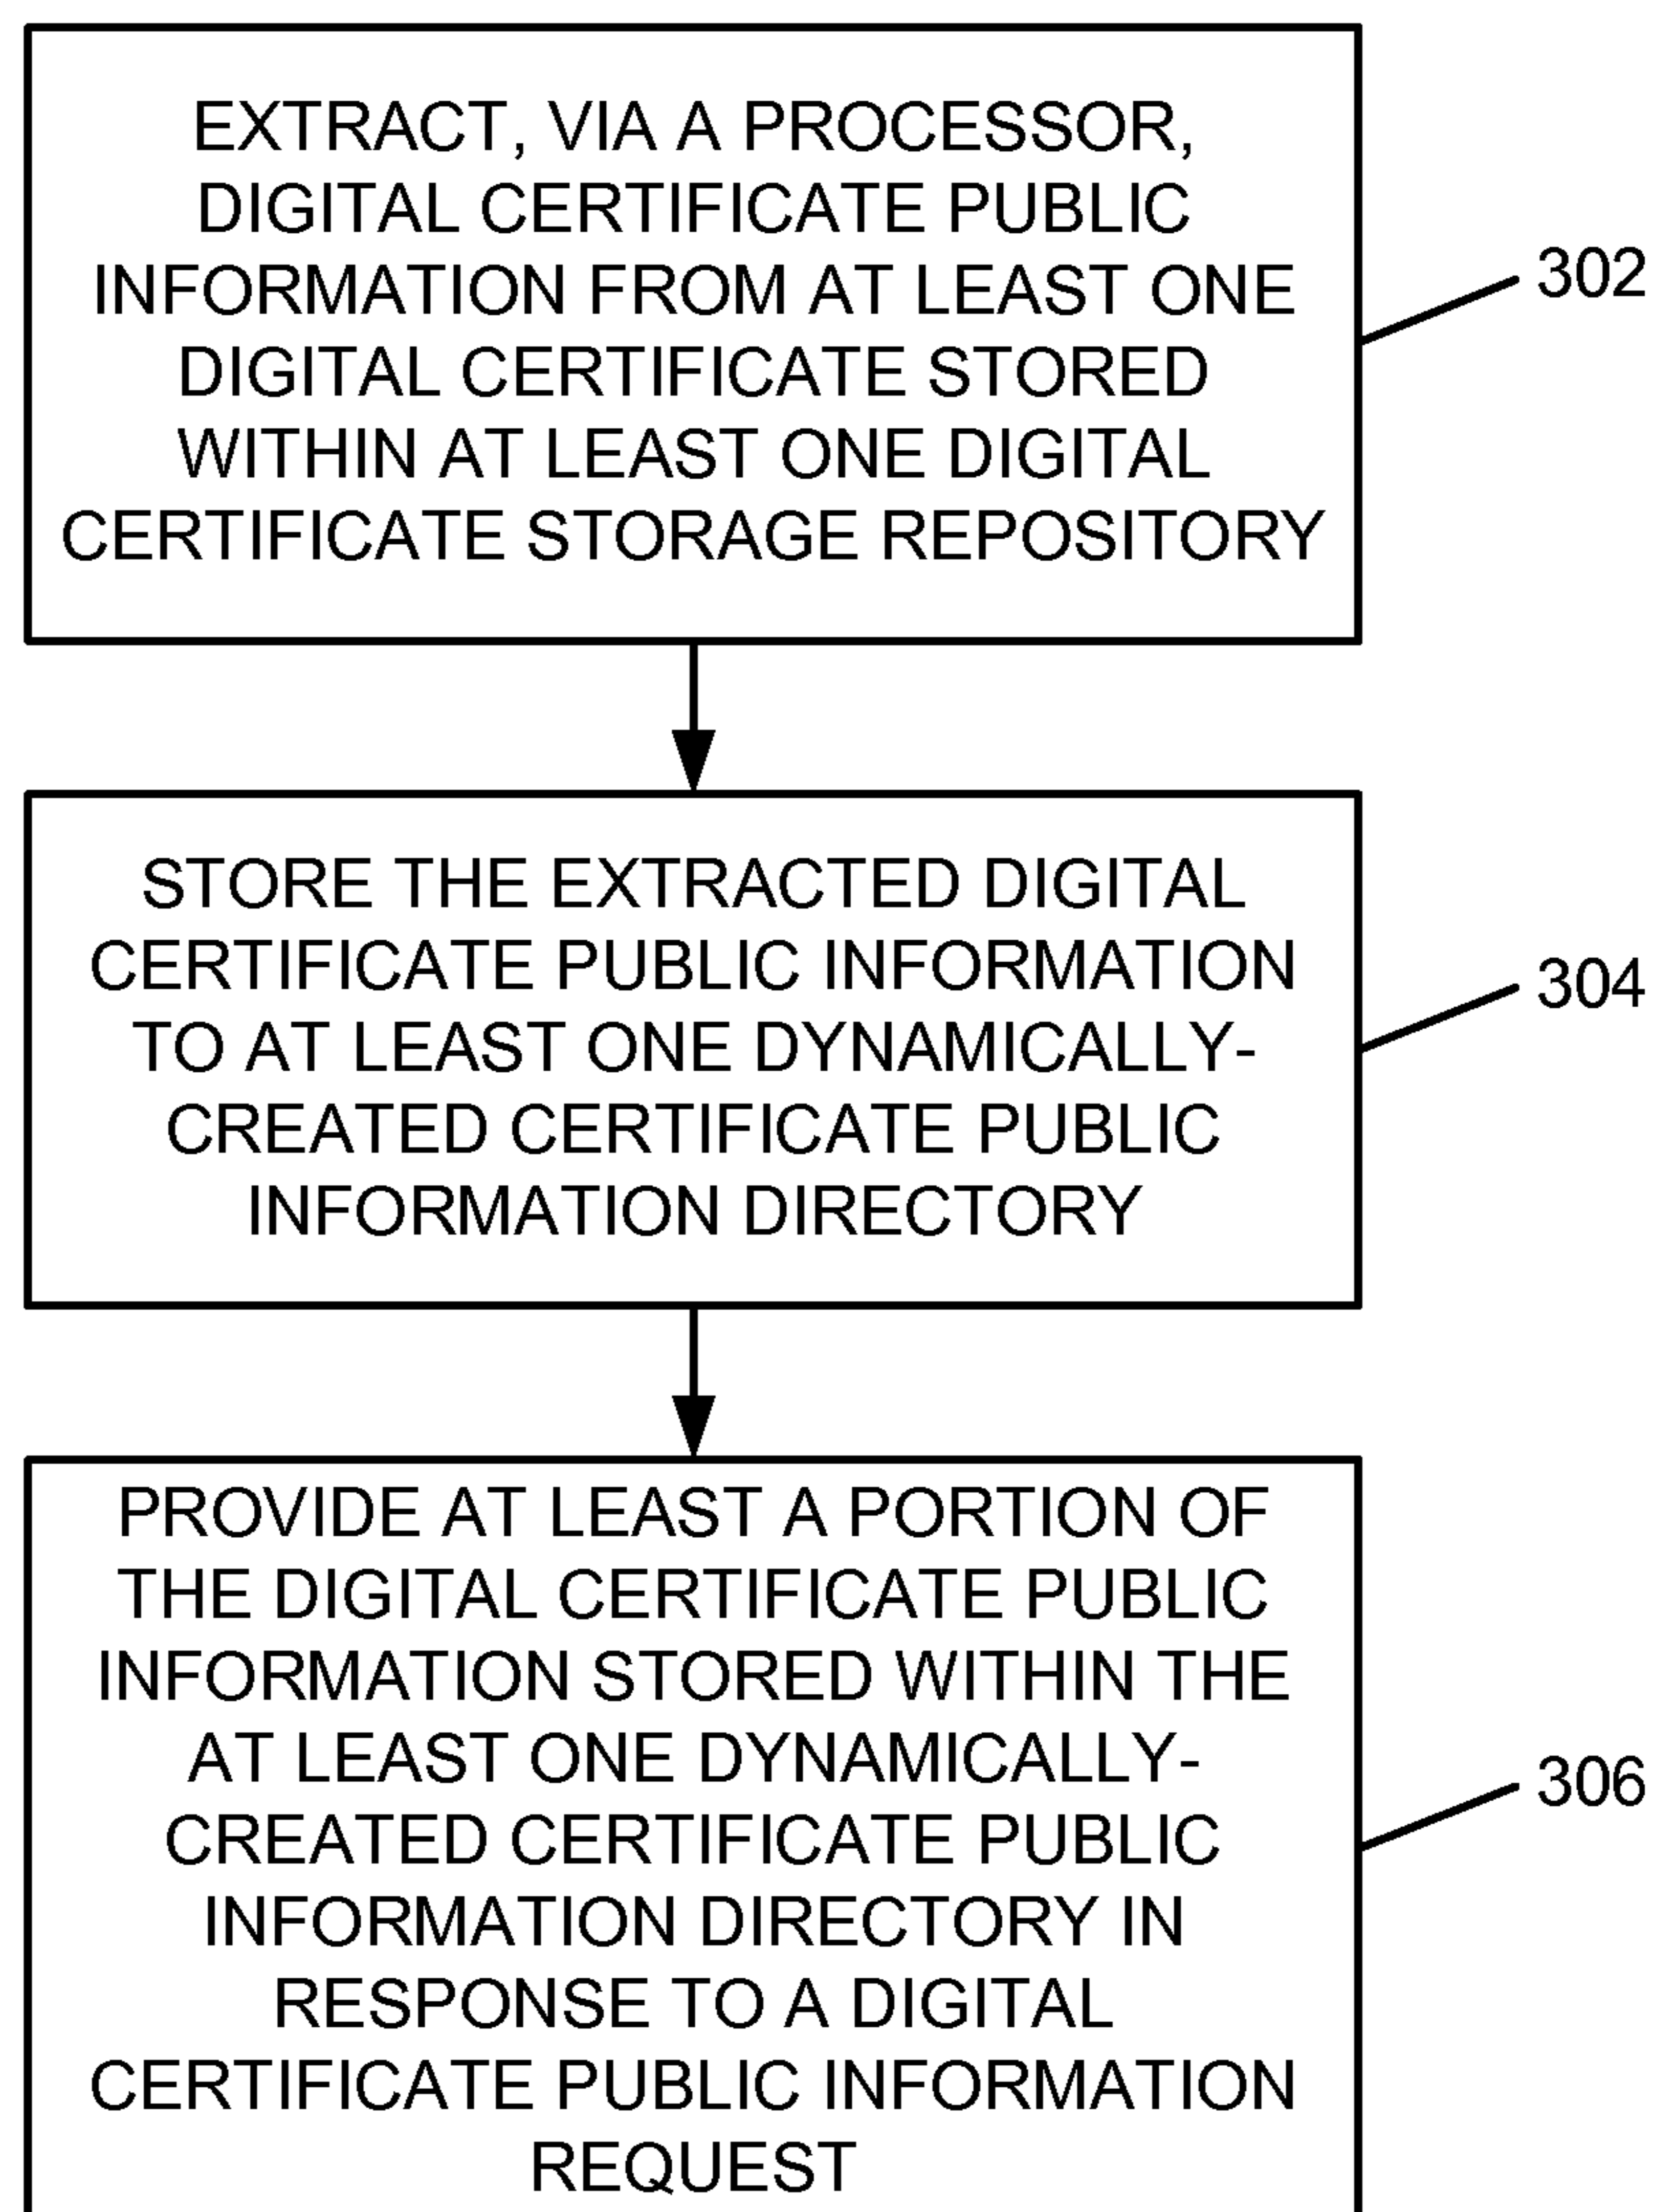 EXTRACT, VIA A PROCESSOR,
DIGITAL CERTIFICATE PUBLIC
INFORMATION FROM AT LEAST ONE
DIGITAL CERTIFICATE STORED
WITHIN AT LEAST ONE DIGITAL
CERTIFICATE STORAGE REPOSITORY
302
STORE THE EXTRACTED DIGITAL
CERTIFICATE PUBLIC INFORMATION
TO AT LEAST ONE DYNAMICALLY-
CREATED CERTIFICATE PUBLIC
INFORMATION DIRECTORY
304
PROVIDE AT LEAST A PORTION OF
THE DIGITAL CERTIFICATE PUBLIC
INFORMATION STORED WITHIN THE
AT LEAST ONE DYNAMICALLY-
CREATED CERTIFICATE PUBLIC
INFORMATION DIRECTORY IN
RESPONSE TO A DIGITAL
CERTIFICATE PUBLIC INFORMATION
REQUEST
306